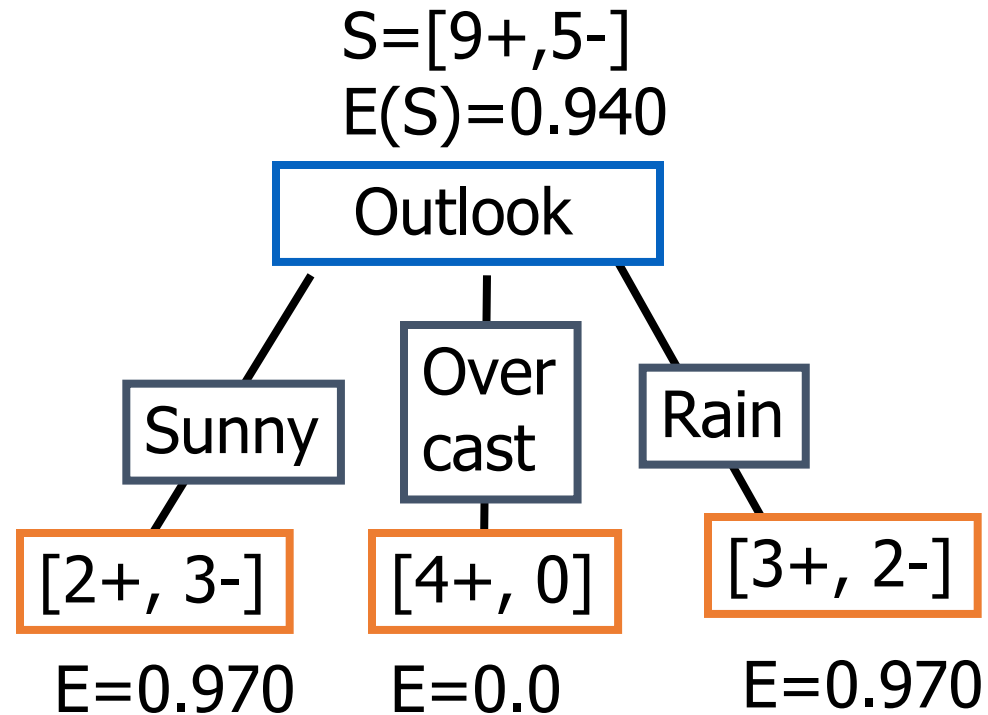 S=[9+,5-]
E(S)=0.940
Outlook
Sunny
Over
cast
Rain
[2+, 3-]
[4+, 0]
[3+, 2-]
E=0.970
E=0.0
E=0.970